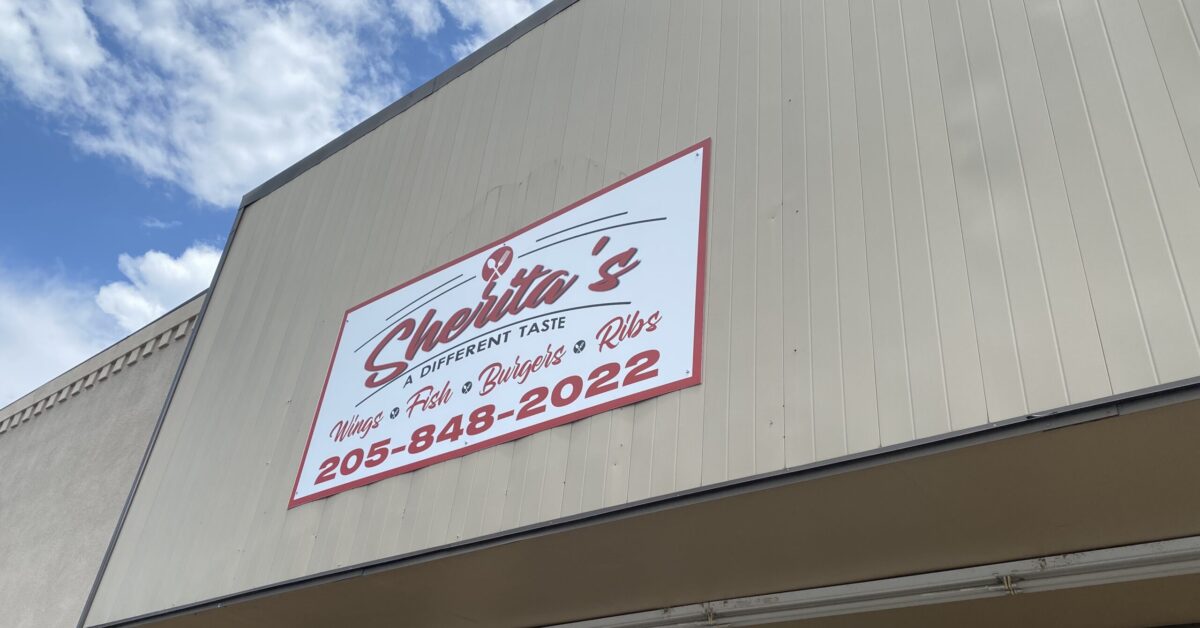 Sherita's
A DIFFERENT TASTE
Wings Fish Burgers Ribs
205-848-2022